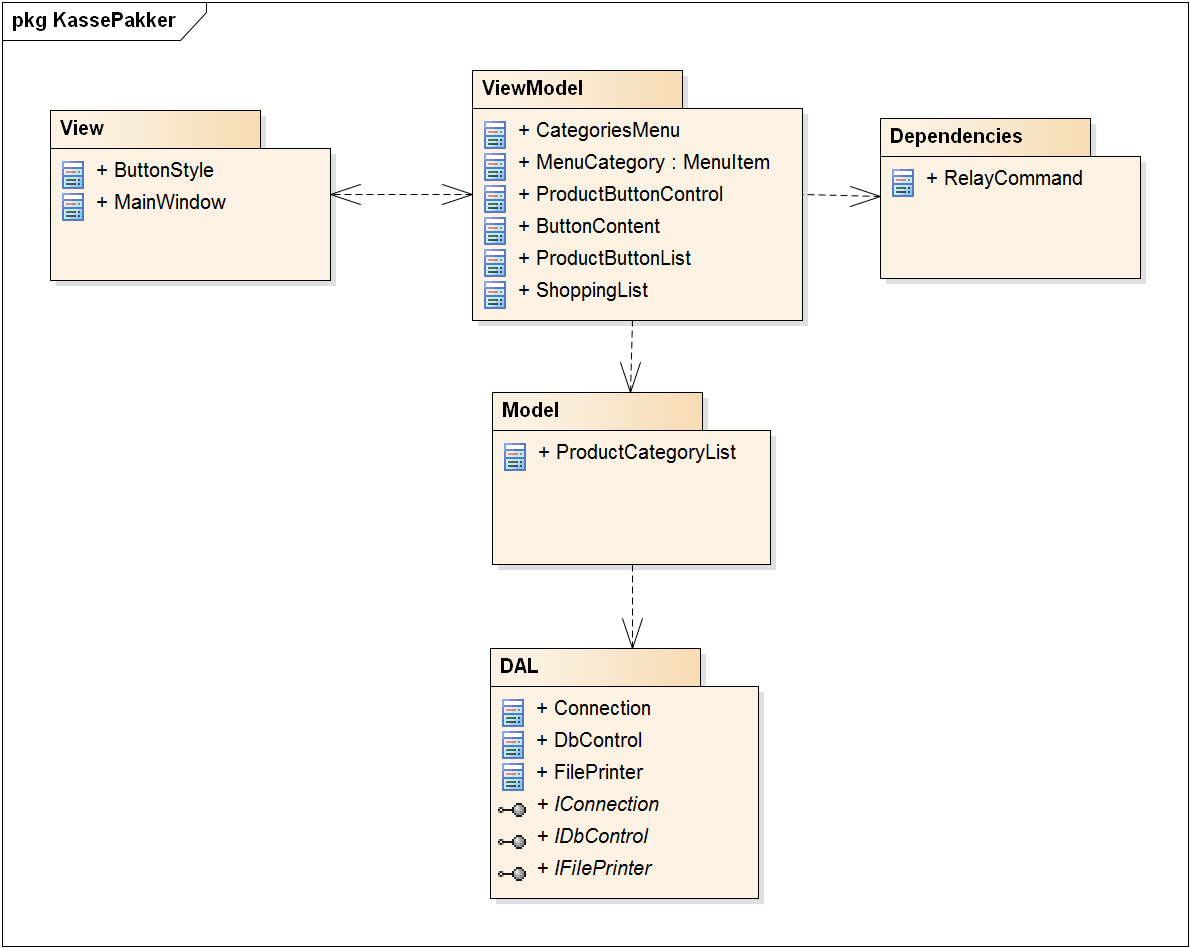 pkg KassePakker
View
+ ButtonStyle
+ MainWindow
ViewModel
+ CategoriesMenu
+ MenuCategory : MenuItem
+ ProductButtonControl
+ ButtonContent
+ ProductButtonList
+ ShoppingList
Dependencies
+ RelayCommand
Model
+ ProductCategoryList
DAL
+ Connection
+ DbControl
+ FilePrinter
+ IConnection
+ IDbControl
+ IFilePrinter